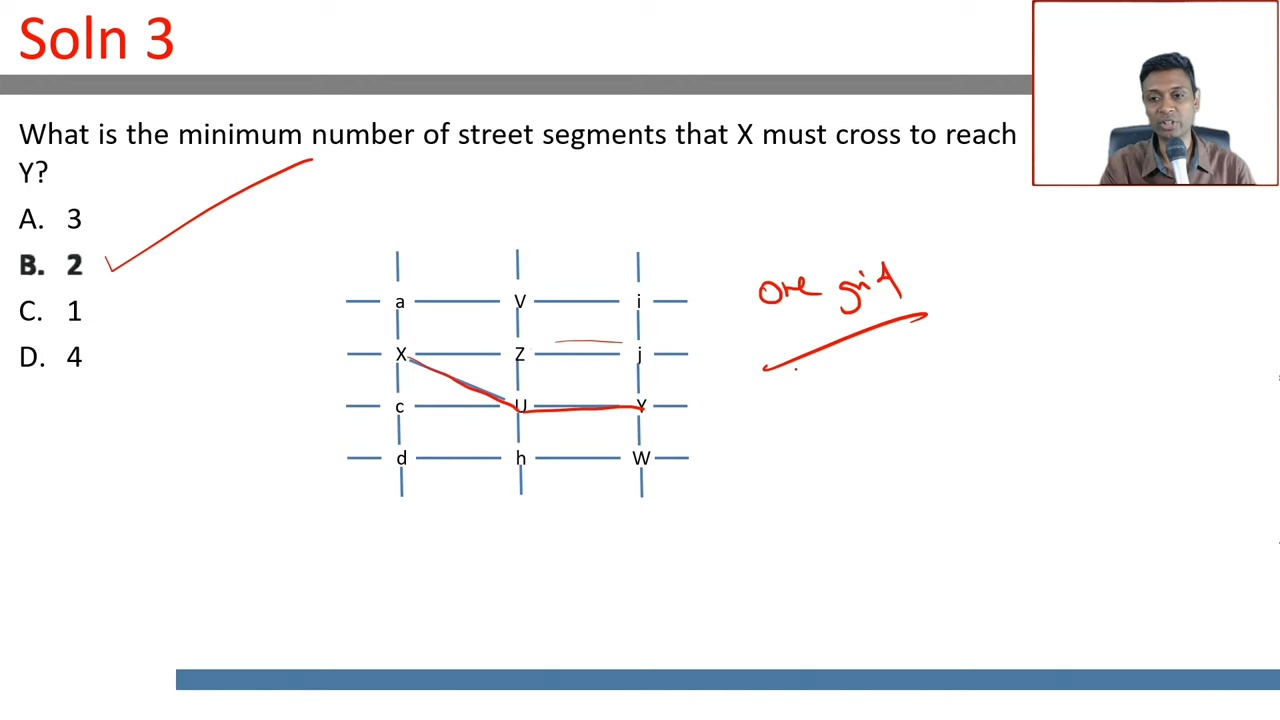 Soln 3
What is the minimum number of street segments that X must cross to reach
Y?
A. 3
B. 2
C. 1
D. 4
one grid
a V i
X Z j
c U Y
d h W